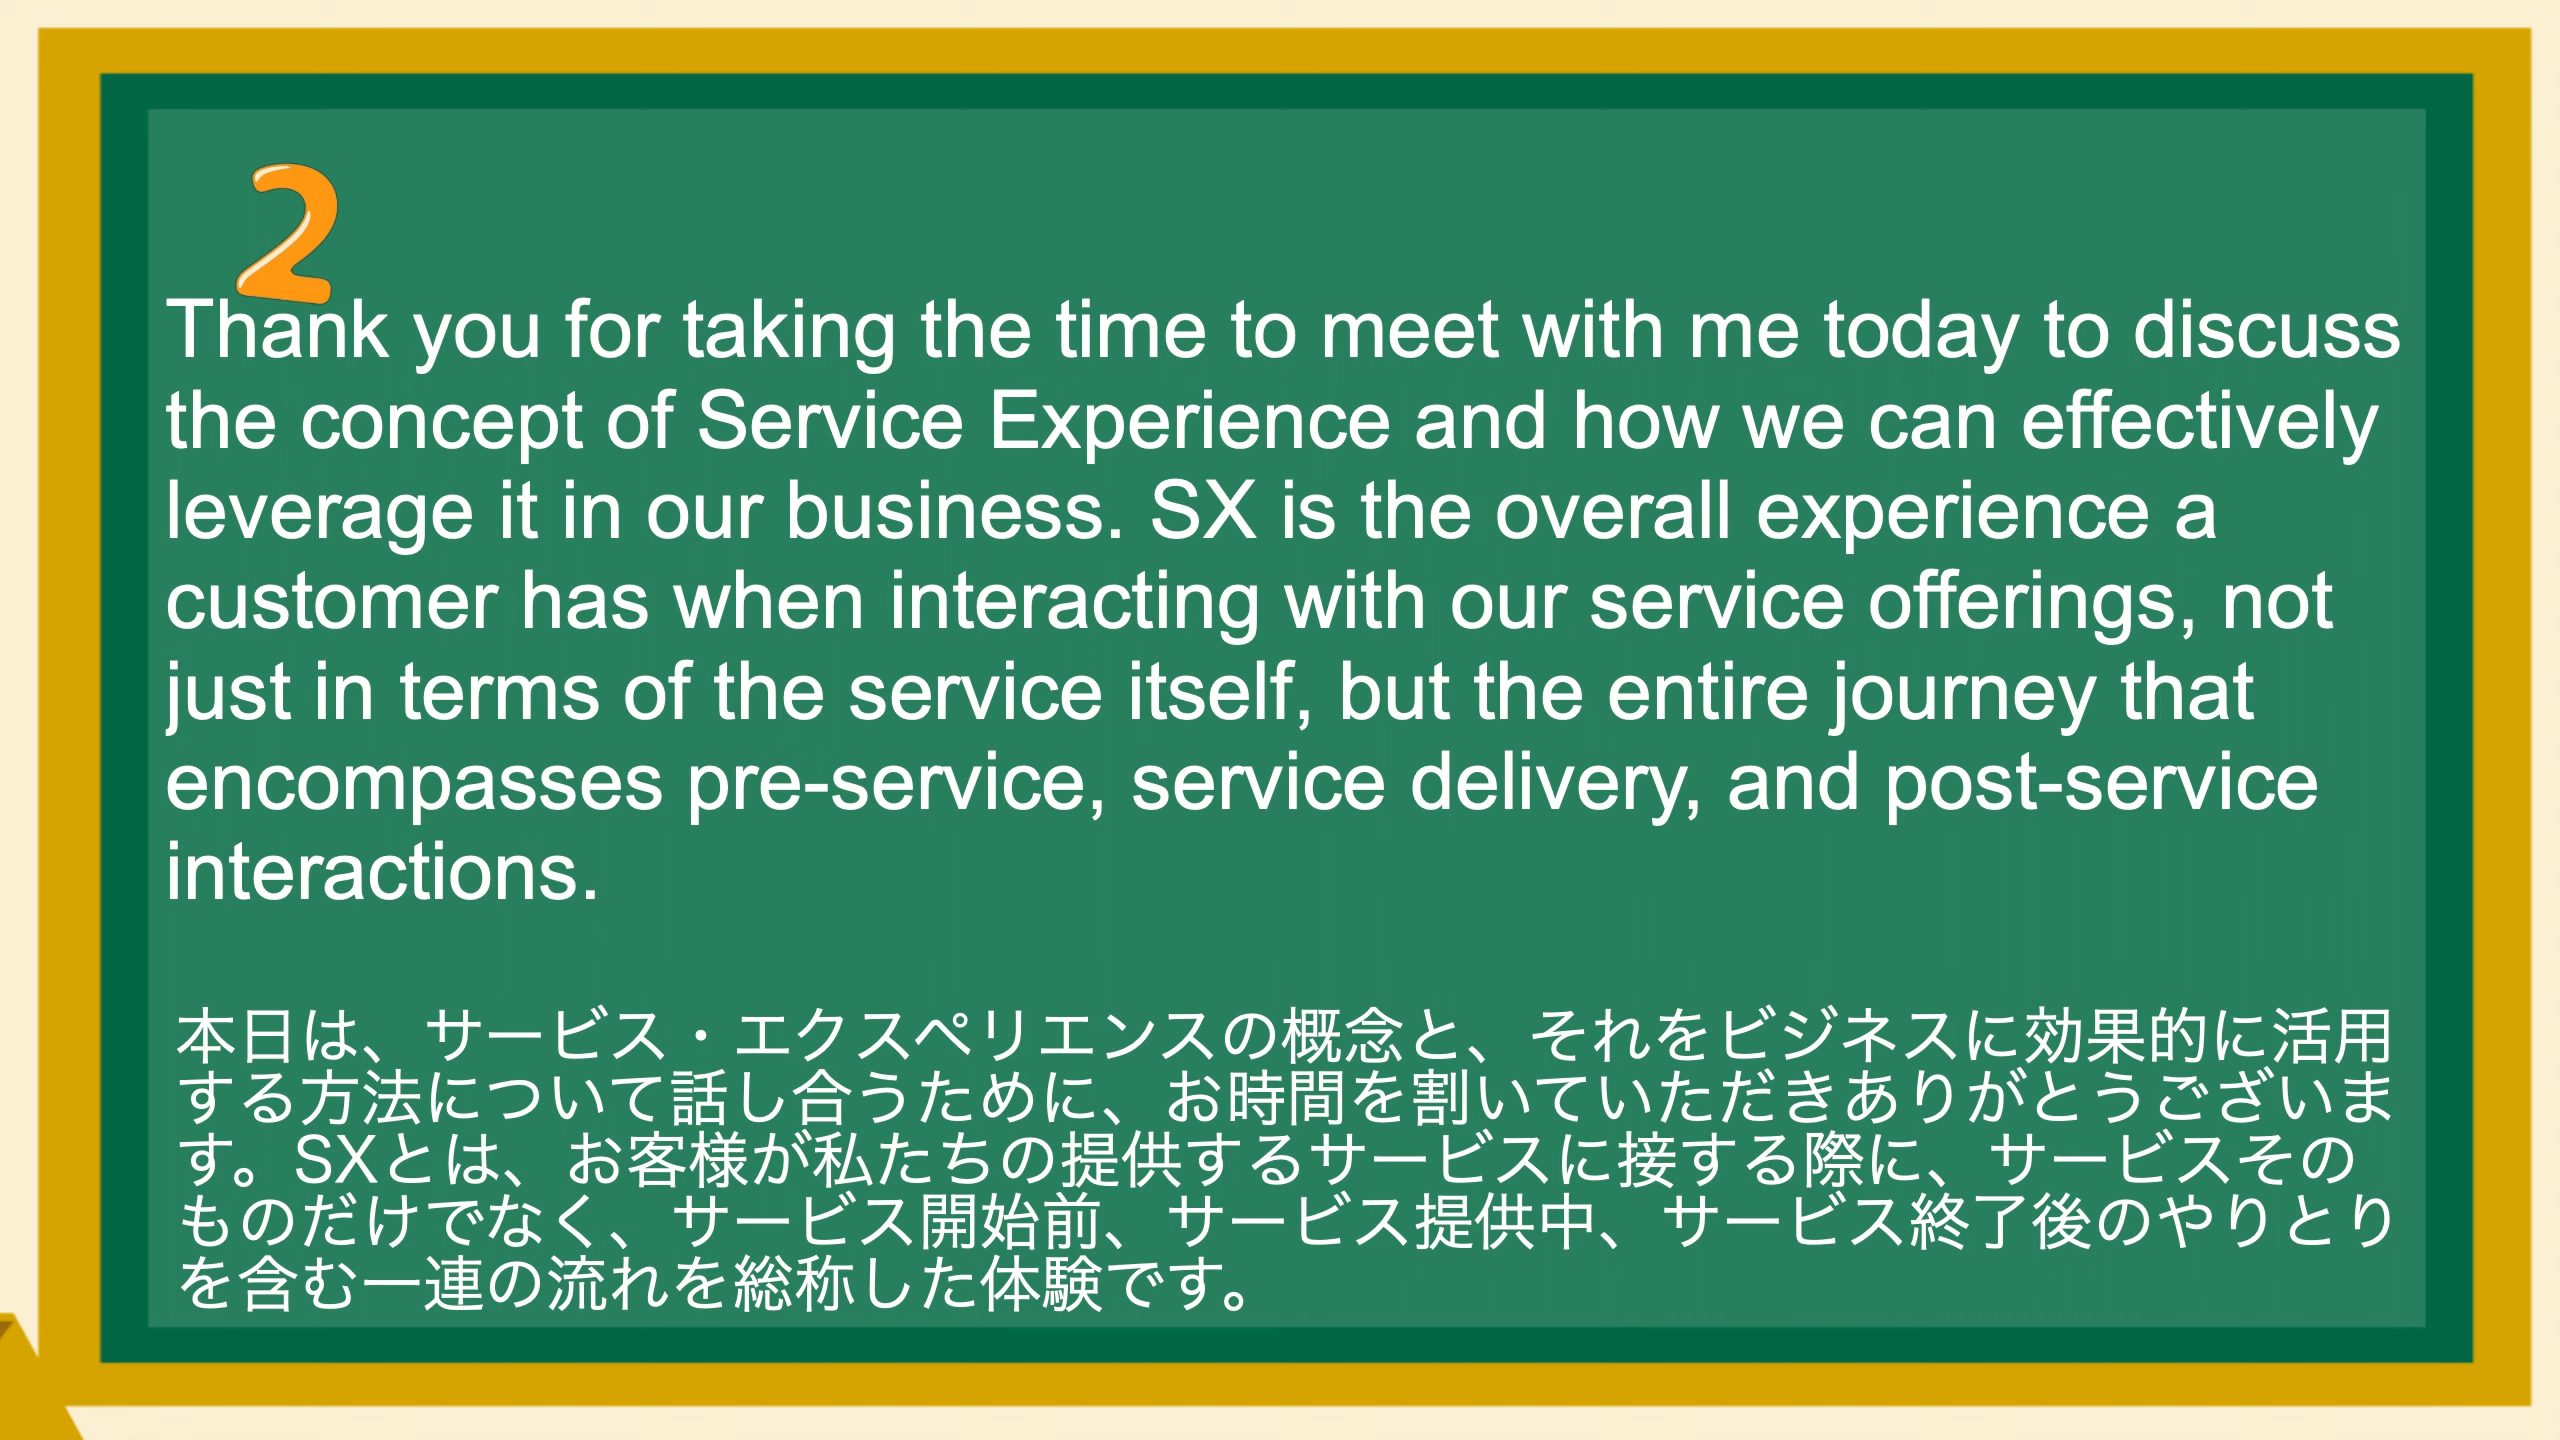 2
Thank you for taking the time to meet with me today to discuss
the concept of Service Experience and how we can effectively
leverage it in our business. SX is the overall experience a
customer has when interacting with our service offerings, not
just in terms of the service itself, but the entire journey that
encompasses pre-service, service delivery, and post-service
interactions.
本日は、サービス・エクスペリエンスの概念と、それをビジネスに効果的に活用
する方法について話し合うために、お時間を割いていただきありがとうございま
す。SXとは、お客様が私たちの提供するサービスに接する際に、サービスその
ものだけでなく、サービス開始前、サービス提供中、サービス終了後のやりとり
を含む一連の流れを総称した体験です。